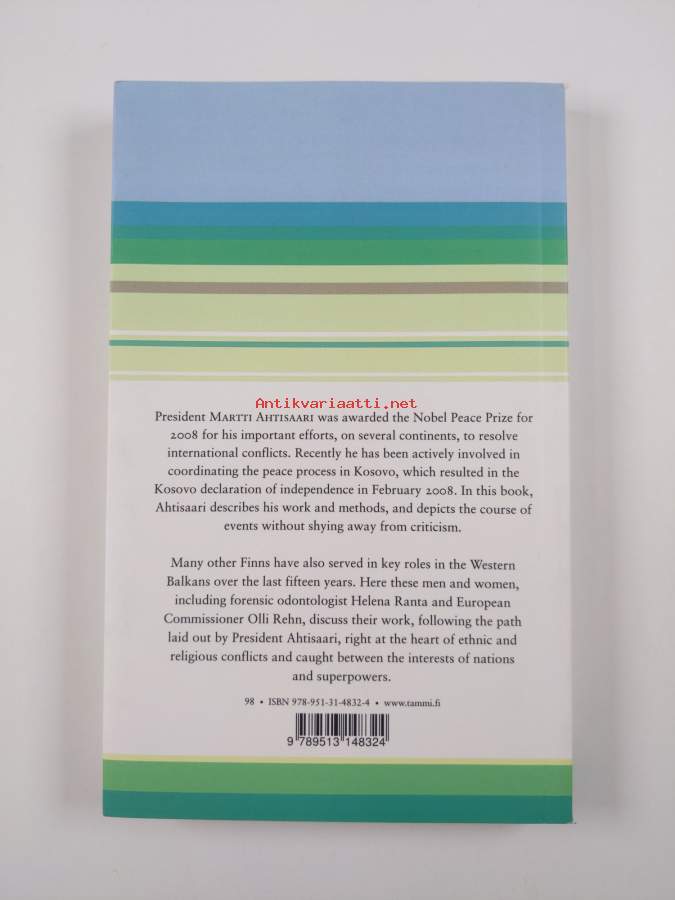 Antikvariaatti.net
President Martti Ahtisaari was awarded the Nobel Peace Prize for
2008 for his important efforts, on several continents, to resolve
international conflicts. Recently he has been actively involved in
coordinating the peace process in Kosovo, which resulted in the
Kosovo declaration of independence in February 2008. In this book,
Ahtisaari describes his work and methods, and depicts the course of
events without shying away from criticism.
Many other Finns have also served in key roles in the Western
Balkans over the last fifteen years. Here these men and women,
including forensic odontologist Helena Ranta and European
Commissioner Olli Rehn, discuss their work, following the path
laid out by President Ahtisaari, right at the heart of ethnic and
religious conflicts and caught between the interests of nations
and superpowers.
98 • ISBN 978-951-31-4832-4 • www.tammi.fi
9 789513 148324